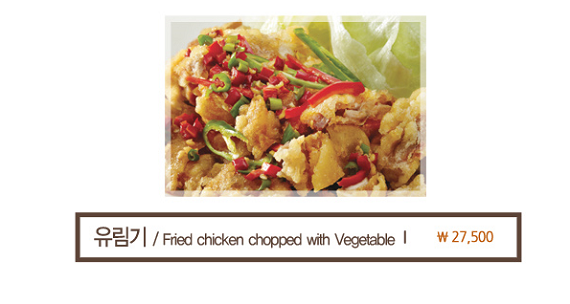 유림기 / Fried chicken chopped with Vegetable | ₩ 27,500